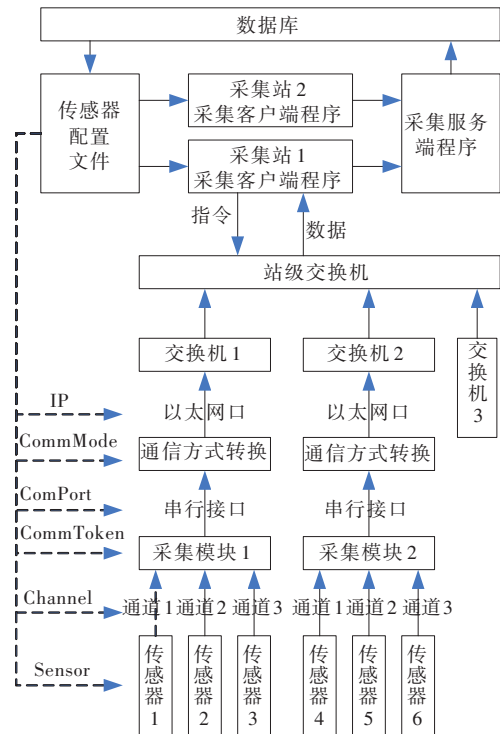 数据库
传感器
配置
文件
采集站 2
采集客户端程序
采集站 1
采集客户端程序
采集服务
端程序
指令
数据
站级交换机
交换机 1
交换机 2
交换机3
IP
以太网口
以太网口
CommMode
通信方式转换
通信方式转换
ComPort
串行接口
串行接口
CommToken
采集模块 1
采集模块 2
Channel
通道1
通道2
通道3
通道1
通道2
通道3
Sensor
传感器1
传感器2
传感器3
传感器4
传感器5
传感器6